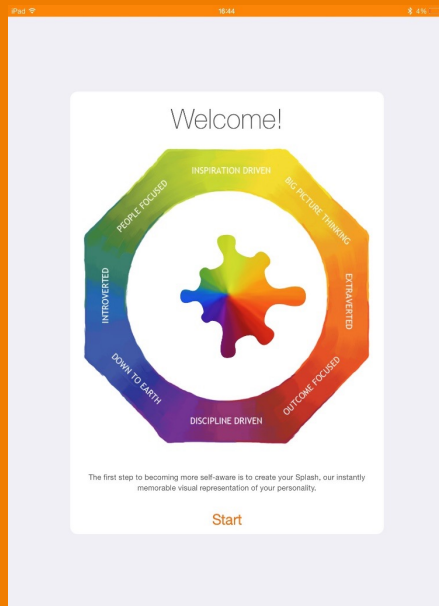 iPad 18:44 4%
Welcome!
INSPIRATION DRIVEN
BIG PICTURE THINKING
EXTRAVERTED
OUTCOME FOCUSED
DISCIPLINE DRIVEN
DOWN TO EARTH
INTROVERTED
PEOPLE FOCUSED
The first step to becoming more self-aware is to create your Splash, our instantly
memorable visual representation of your personality.
Start